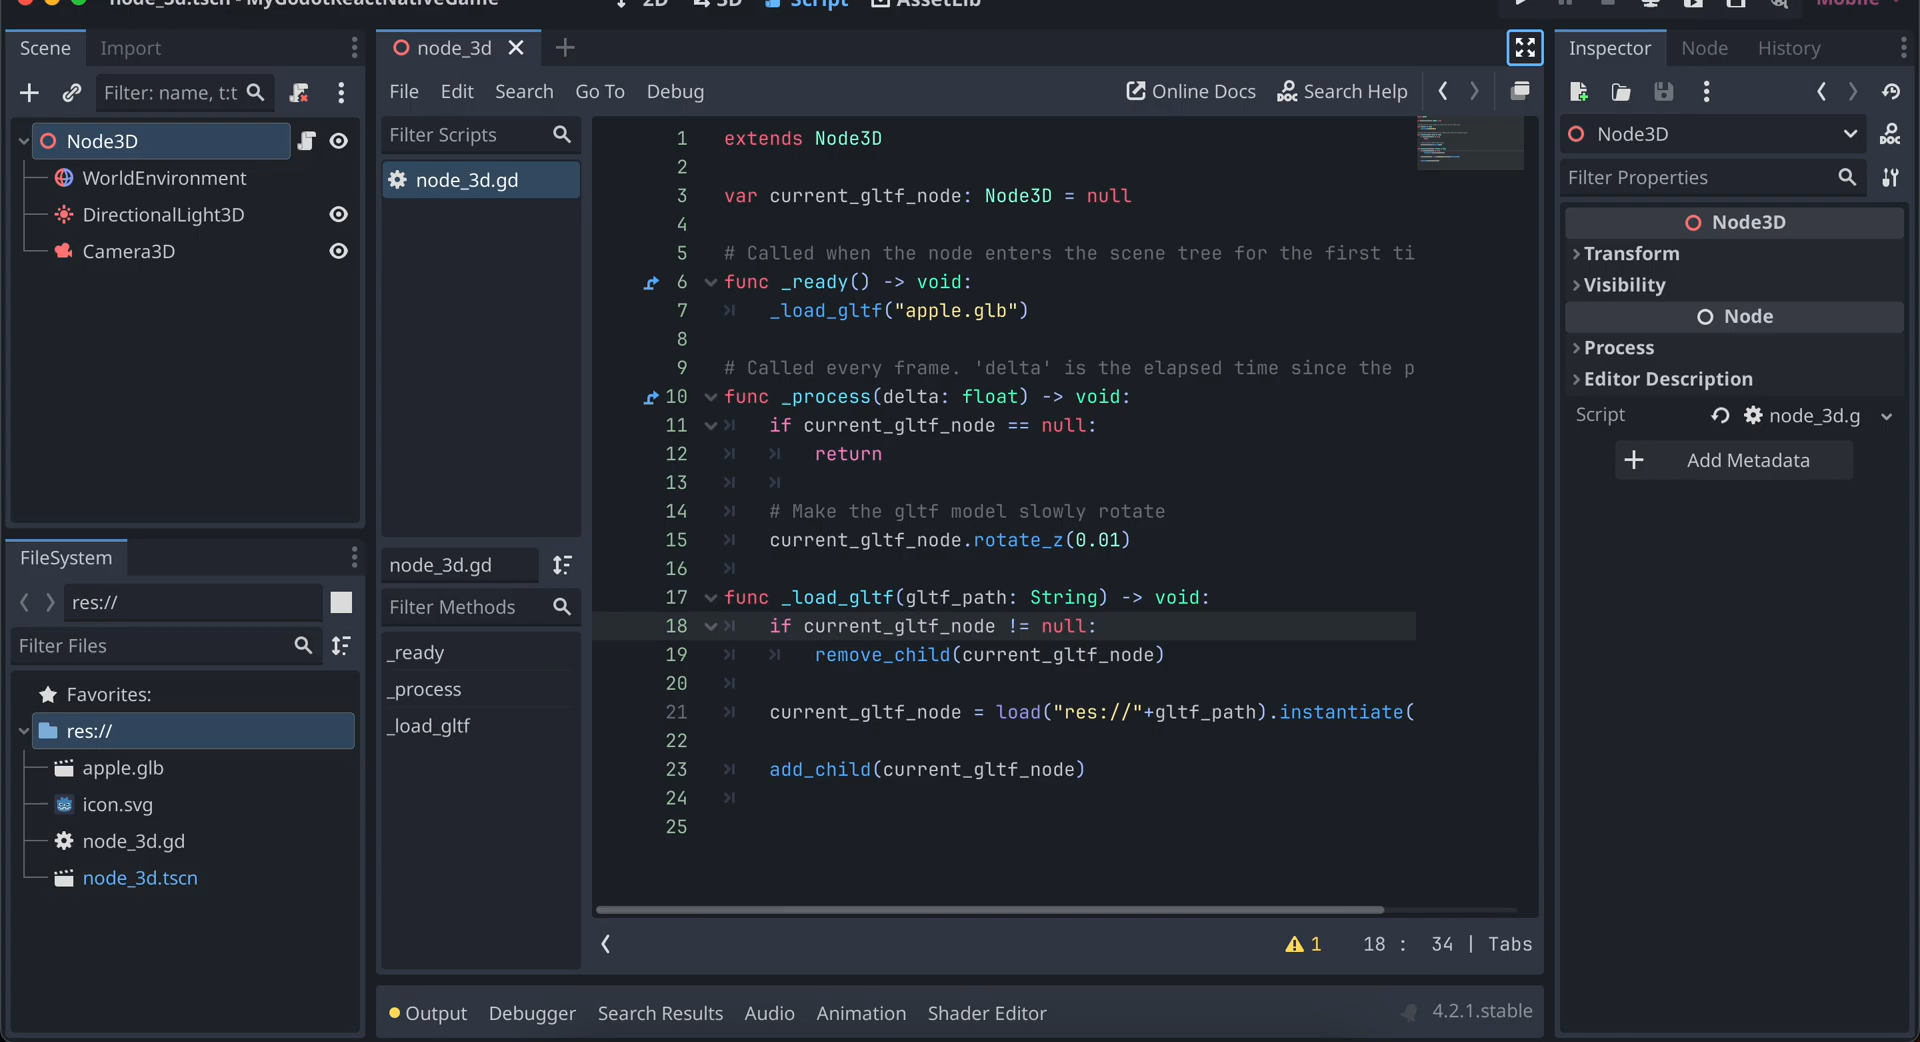 node_3d.tscn - MyGodotReactNativeGame
2D
3D
Script
AssetLib
Mobile
Scene
Import
Filter: name, t:t
Node3D
WorldEnvironment
DirectionalLight3D
Camera3D
FileSystem
res://
Filter Files
Favorites:
res://
apple.glb
icon.svg
node_3d.gd
node_3d.tscn
node_3d
File Edit Search Go To Debug
Online Docs
Search Help
Filter Scripts
node_3d.gd
node_3d.gd
Filter Methods
_ready
_process
_load_gltf
1 extends Node3D
2
3 var current_gltf_node: Node3D = null
4
5 # Called when the node enters the scene tree for the first ti
6 func _ready() -> void:
7 _load_gltf("apple.glb")
8
9 # Called every frame. 'delta' is the elapsed time since the p
10 func _process(delta: float) -> void:
11 if current_gltf_node == null:
12 return
13
14 # Make the gltf model slowly rotate
15 current_gltf_node.rotate_z(0.01)
16
17 func _load_gltf(gltf_path: String) -> void:
18 if current_gltf_node != null:
19 remove_child(current_gltf_node)
20
21 current_gltf_node = load("res://"+gltf_path).instantiate(
22
23 add_child(current_gltf_node)
24
25
1 18 : 34 | Tabs
Output Debugger Search Results Audio Animation Shader Editor
4.2.1.stable
Inspector
Node
History
Node3D
Filter Properties
Node3D
Transform
Visibility
Node
Process
Editor Description
Script
node_3d.g
Add Metadata